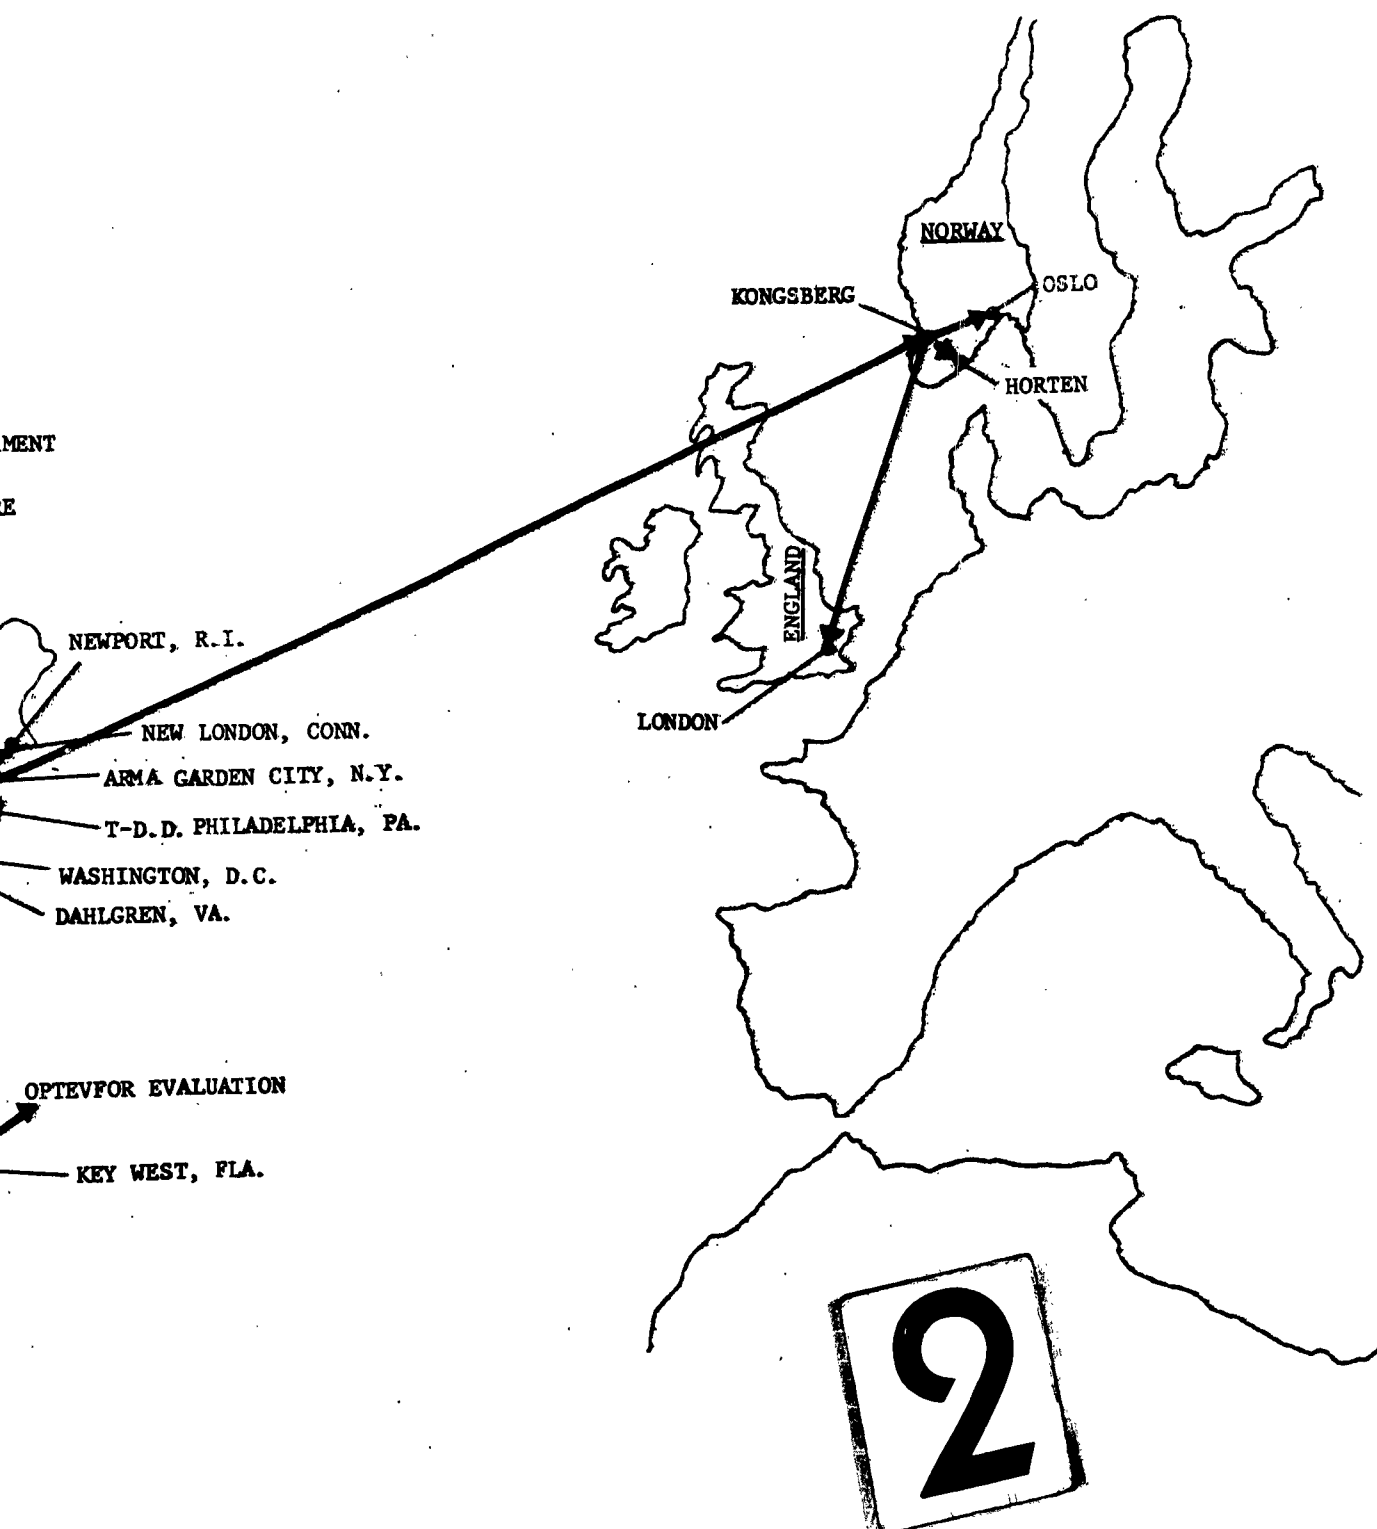 NORWAY
OSLO
KONGSBERG
HORTEN
MENT
RE
ENGLAND
NEWPORT, R.I.
LONDON
NEW LONDON, CONN.
ARMA GARDEN CITY, N.Y.
T-D.D. PHILADELPHIA, PA.
WASHINGTON, D.C.
DAHLGREN, VA.
OPTEVFOR EVALUATION
KEY WEST, FLA.
2